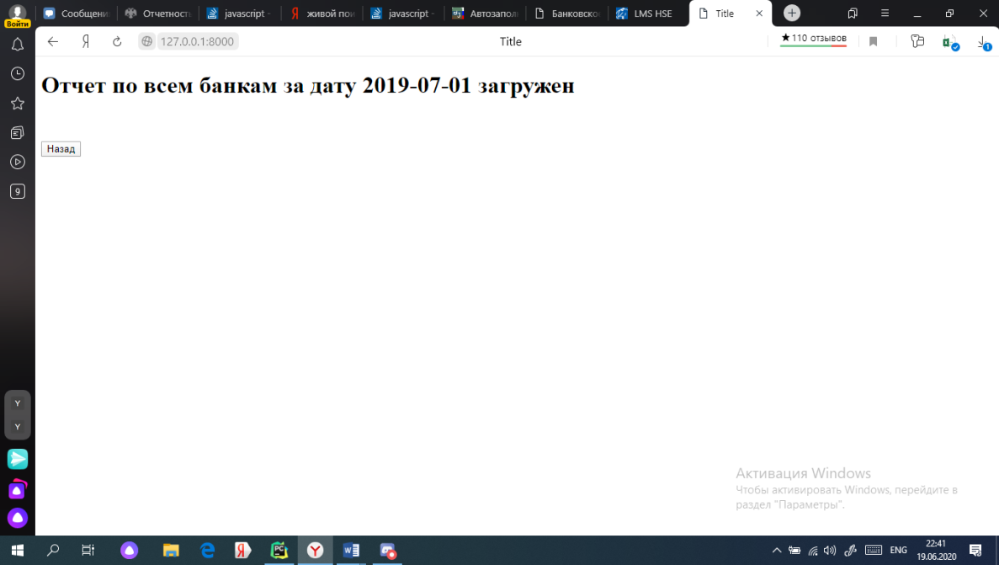 Сообщени
Отчетность
javascript -
живой пои
javascript -
Автозапол
Банковско
LMS HSE
Title
Войти
127.0.0.1:8000
Title
★110 отзывов
1
Отчет по всем банкам за дату 2019-07-01 загружен
Назад
9
Y
Y
Активация Windows
Чтобы активировать Windows, перейдите в
раздел "Параметры".
ENG
22:41
19.06.2020